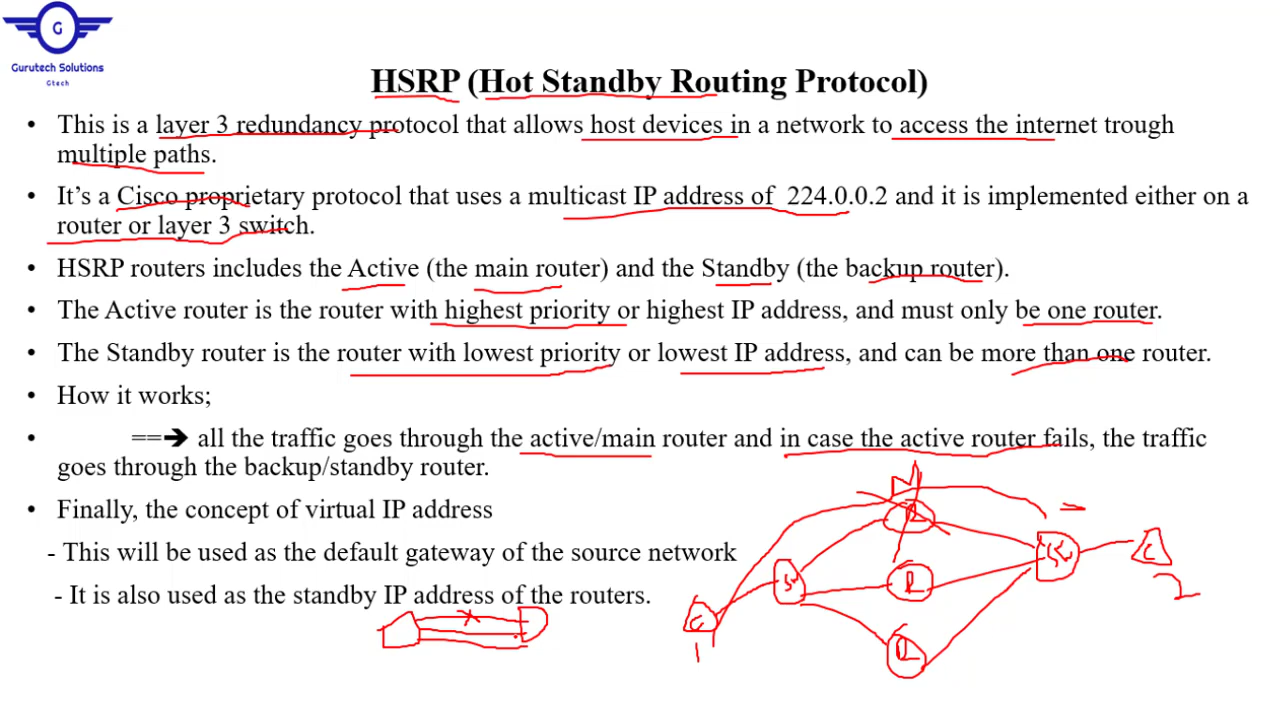 G
Gurutech Solutions
Gtech
HSRP (Hot Standby Routing Protocol)
• This is a layer 3 redundancy protocol that allows host devices in a network to access the internet trough
multiple paths.
• It’s a Cisco proprietary protocol that uses a multicast IP address of 224.0.0.2 and it is implemented either on a
router or layer 3 switch.
• HSRP routers includes the Active (the main router) and the Standby (the backup router).
• The Active router is the router with highest priority or highest IP address, and must only be one router.
• The Standby router is the router with lowest priority or lowest IP address, and can be more than one router.
• How it works;
• ==➔ all the traffic goes through the active/main router and in case the active router fails, the traffic
goes through the backup/standby router.
• Finally, the concept of virtual IP address
- This will be used as the default gateway of the source network
- It is also used as the standby IP address of the routers.
R
SW
C
2
SW
R
C
1
R